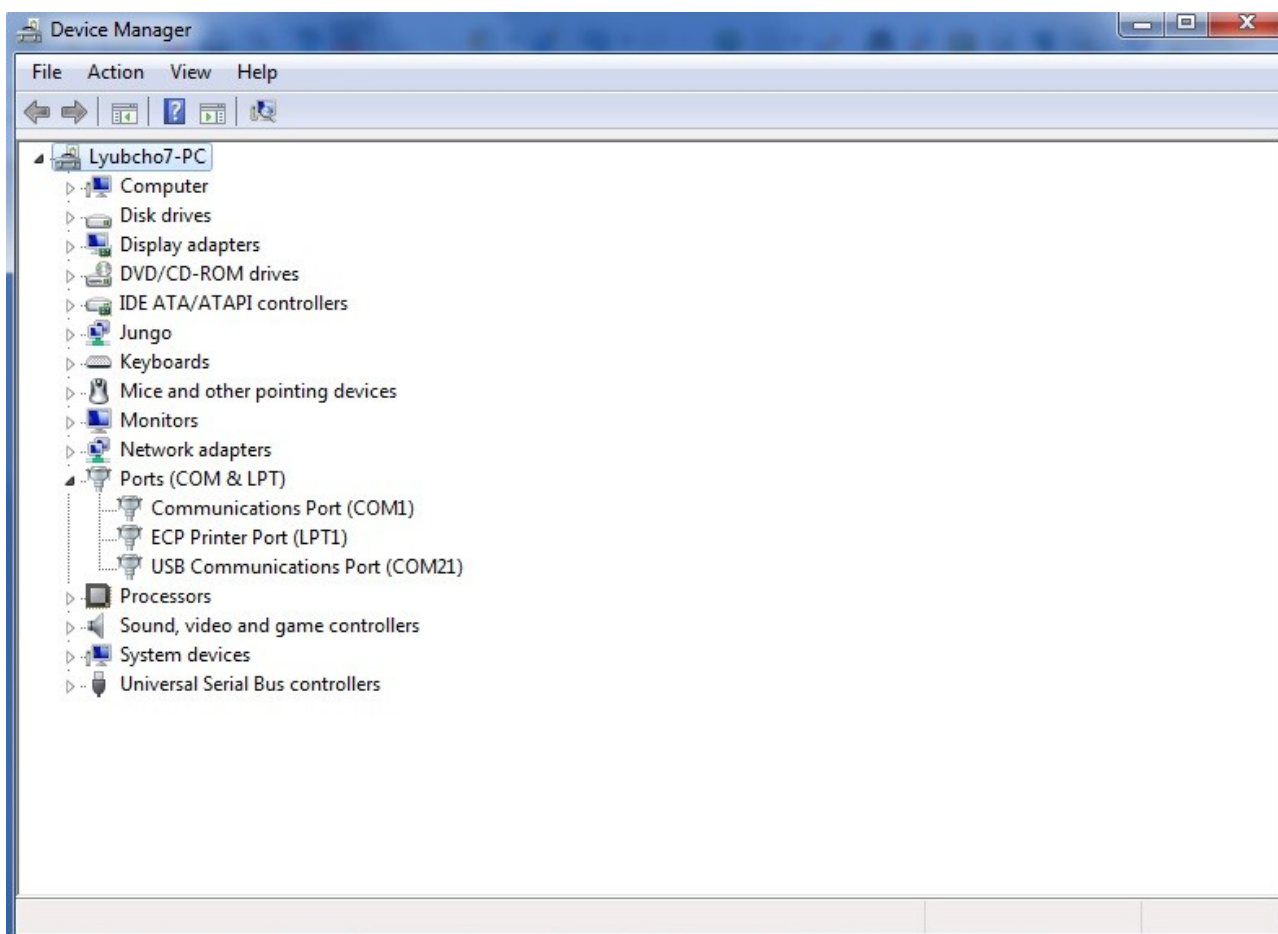 Device Manager
File Action View Help
Lyubcho7-PC
Computer
Disk drives
Display adapters
DVD/CD-ROM drives
IDE ATA/ATAPI controllers
Jungo
Keyboards
Mice and other pointing devices
Monitors
Network adapters
Ports (COM & LPT)
Communications Port (COM1)
ECP Printer Port (LPT1)
USB Communications Port (COM21)
Processors
Sound, video and game controllers
System devices
Universal Serial Bus controllers